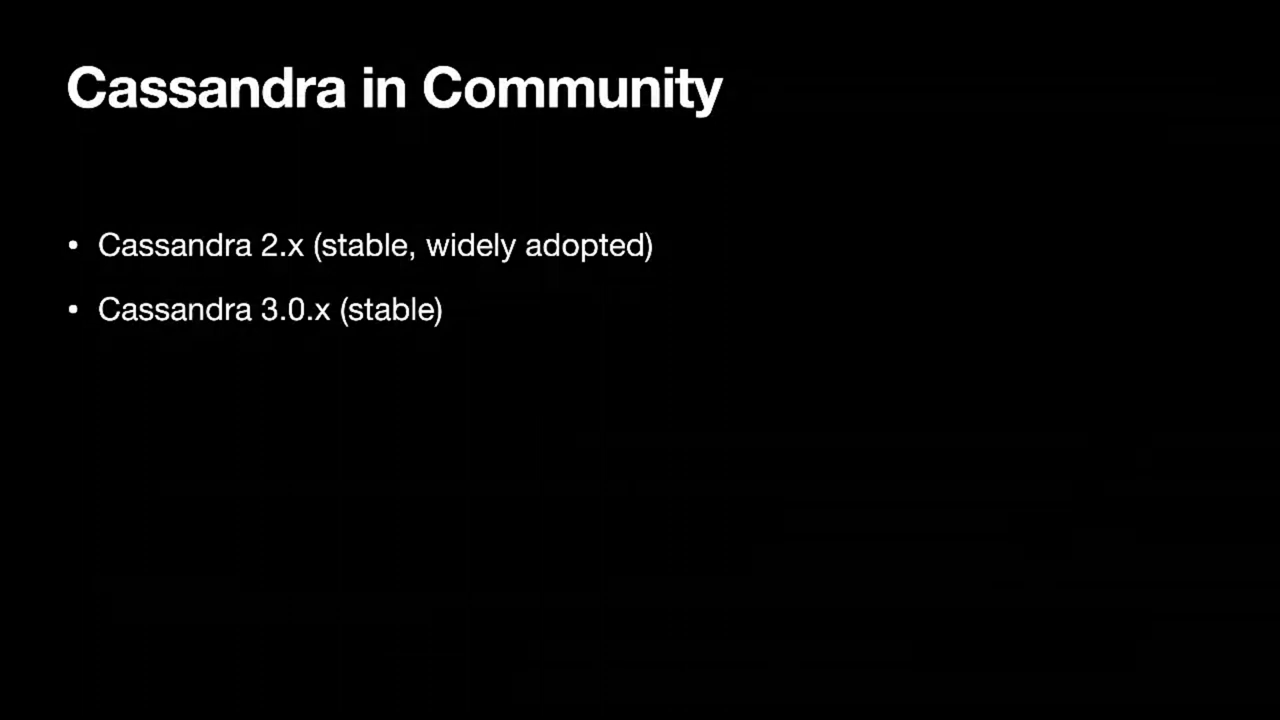 Cassandra in Community
• Cassandra 2.x (stable, widely adopted)
• Cassandra 3.0.x (stable)